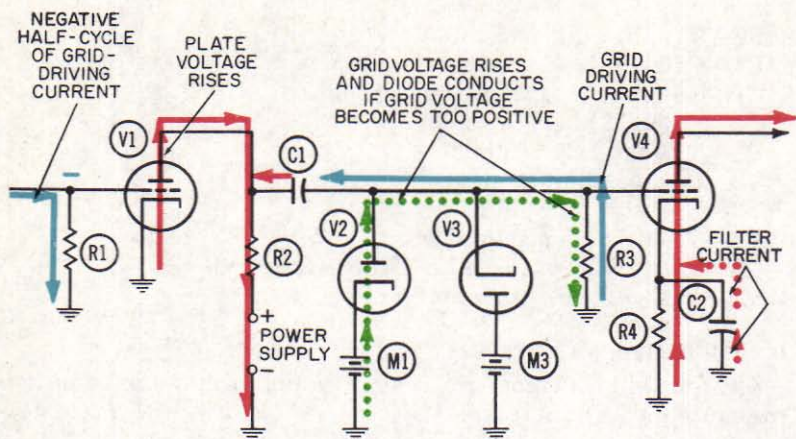 NEGATIVE
HALF-CYCLE
OF GRID-
DRIVING
CURRENT
PLATE
VOLTAGE
RISES
GRID VOLTAGE RISES
AND DIODE CONDUCTS
IF GRID VOLTAGE
BECOMES TOO POSITIVE
GRID
DRIVING
CURRENT
V1
C1
V4
V2
V3
R1
R2
R3
FILTER
CURRENT
C2
+
POWER
SUPPLY
−
M1
M3
R4